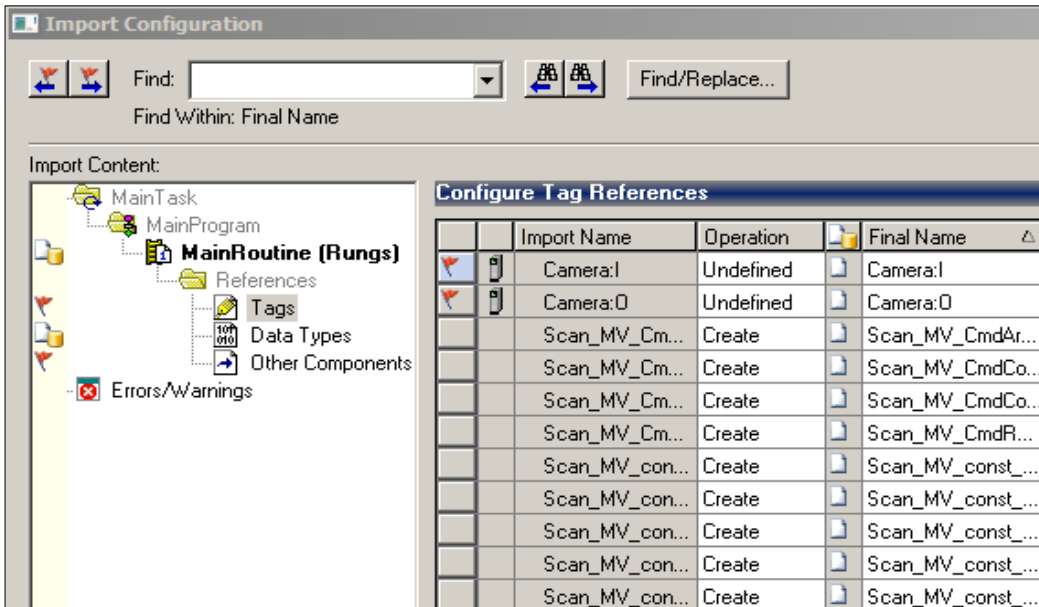 Import Configuration
Find:
Find/Replace...
Find Within: Final Name
Import Content:
MainTask
MainProgram
MainRoutine (Rungs)
References
Tags
Data Types
Other Components
Errors/Warnings
Configure Tag References
Import Name Operation Final Name
Camera:I Undefined Camera:I
Camera:O Undefined Camera:O
Scan_MV_Cm... Create Scan_MV_CmdAr...
Scan_MV_Cm... Create Scan_MV_CmdCo...
Scan_MV_Cm... Create Scan_MV_CmdCo...
Scan_MV_Cm... Create Scan_MV_CmdR...
Scan_MV_con... Create Scan_MV_const_...
Scan_MV_con... Create Scan_MV_const_...
Scan_MV_con... Create Scan_MV_const_...
Scan_MV_con... Create Scan_MV_const_...
Scan_MV_con... Create Scan_MV_const_...